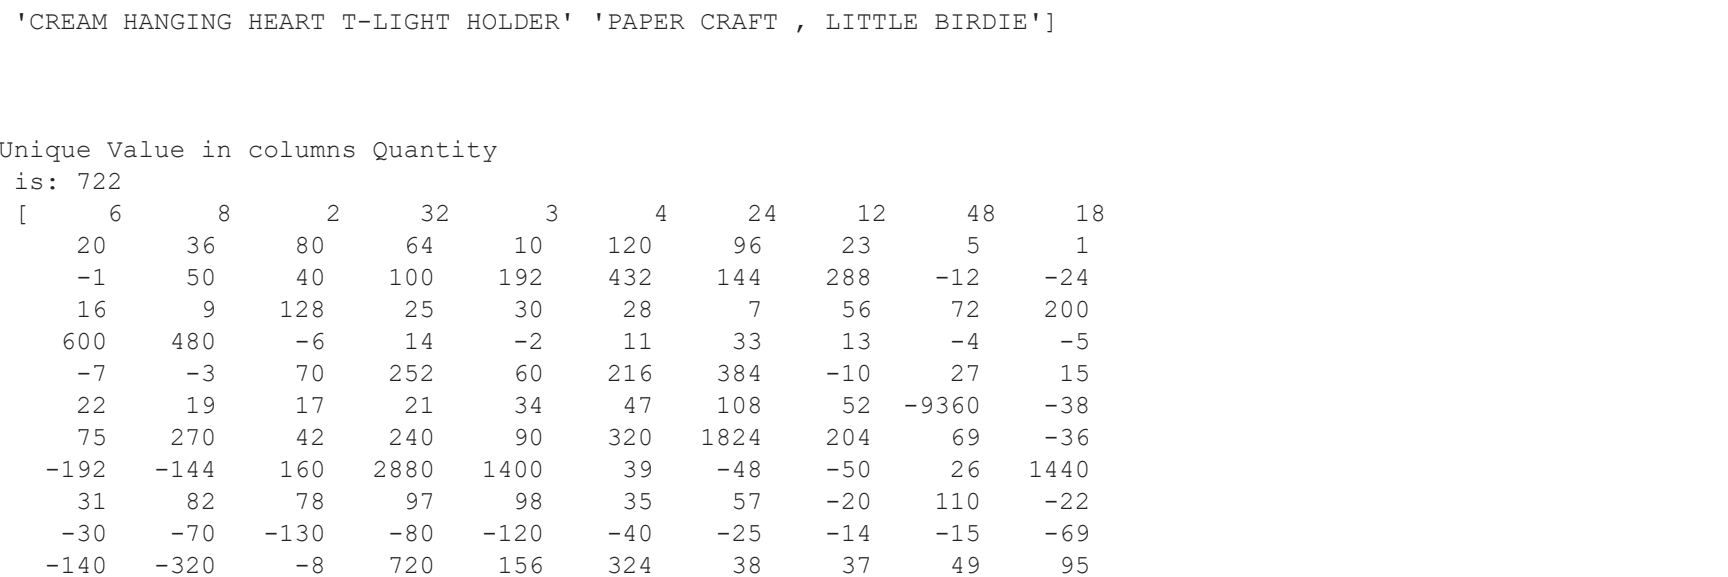 'CREAM HANGING HEART T-LIGHT HOLDER' 'PAPER CRAFT , LITTLE BIRDIE']
Unique Value in columns Quantity
is: 722
[ 6 8 2 32 3 4 24 12 48 18
20 36 80 64 10 120 96 23 5 1
-1 50 40 100 192 432 144 288 -12 -24
16 9 128 25 30 28 7 56 72 200
600 480 -6 14 -2 11 33 13 -4 -5
-7 -3 70 252 60 216 384 -10 27 15
22 19 17 21 34 47 108 52 -9360 -38
75 270 42 240 90 320 1824 204 69 -36
-192 -144 160 2880 1400 39 -48 -50 26 1440
31 82 78 97 98 35 57 -20 110 -22
-30 -70 -130 -80 -120 -40 -25 -14 -15 -69
-140 -320 -8 720 156 324 38 37 49 95